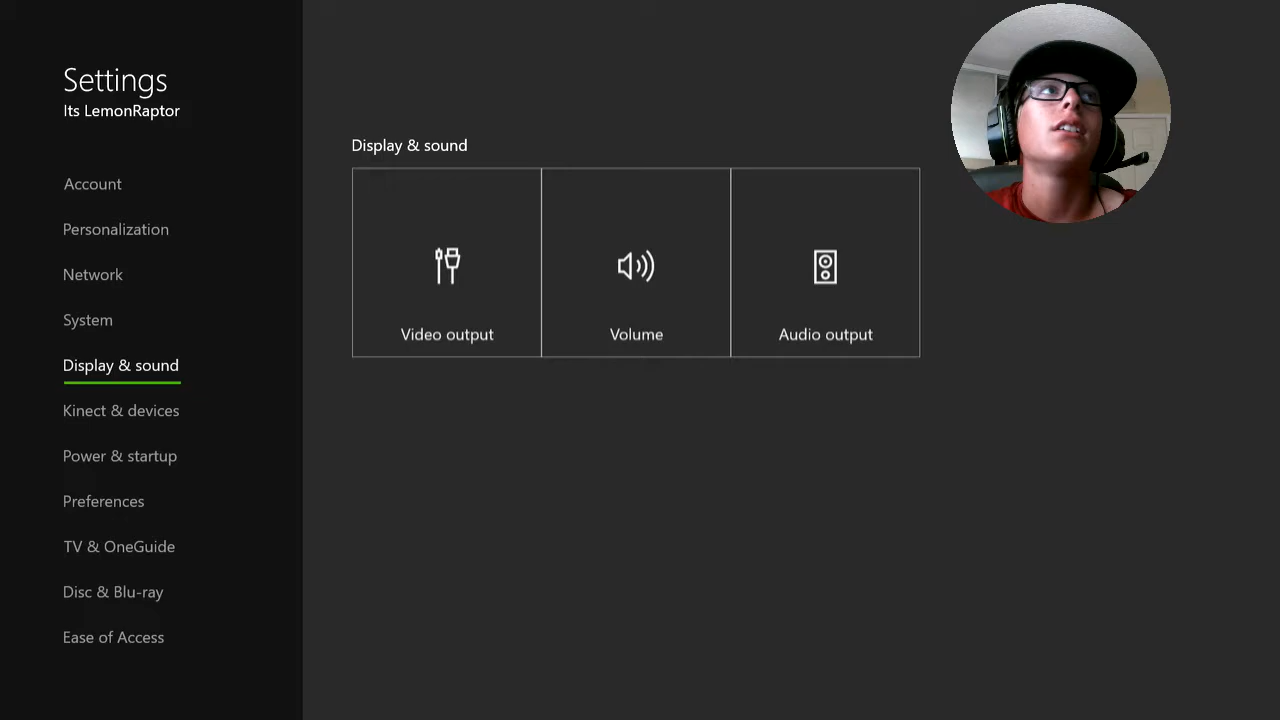 Settings
Its LemonRaptor
Account
Personalization
Network
System
Display & sound
Kinect & devices
Power & startup
Preferences
TV & OneGuide
Disc & Blu-ray
Ease of Access
Display & sound
Video output
Volume
Audio output